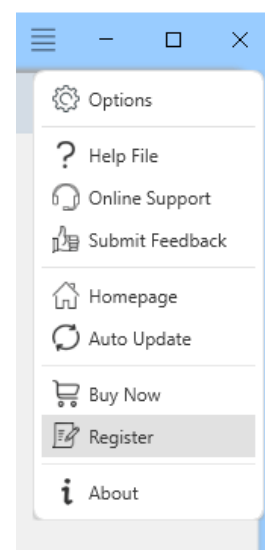 Options
Help File
Online Support
Submit Feedback
Homepage
Auto Update
Buy Now
Register
About